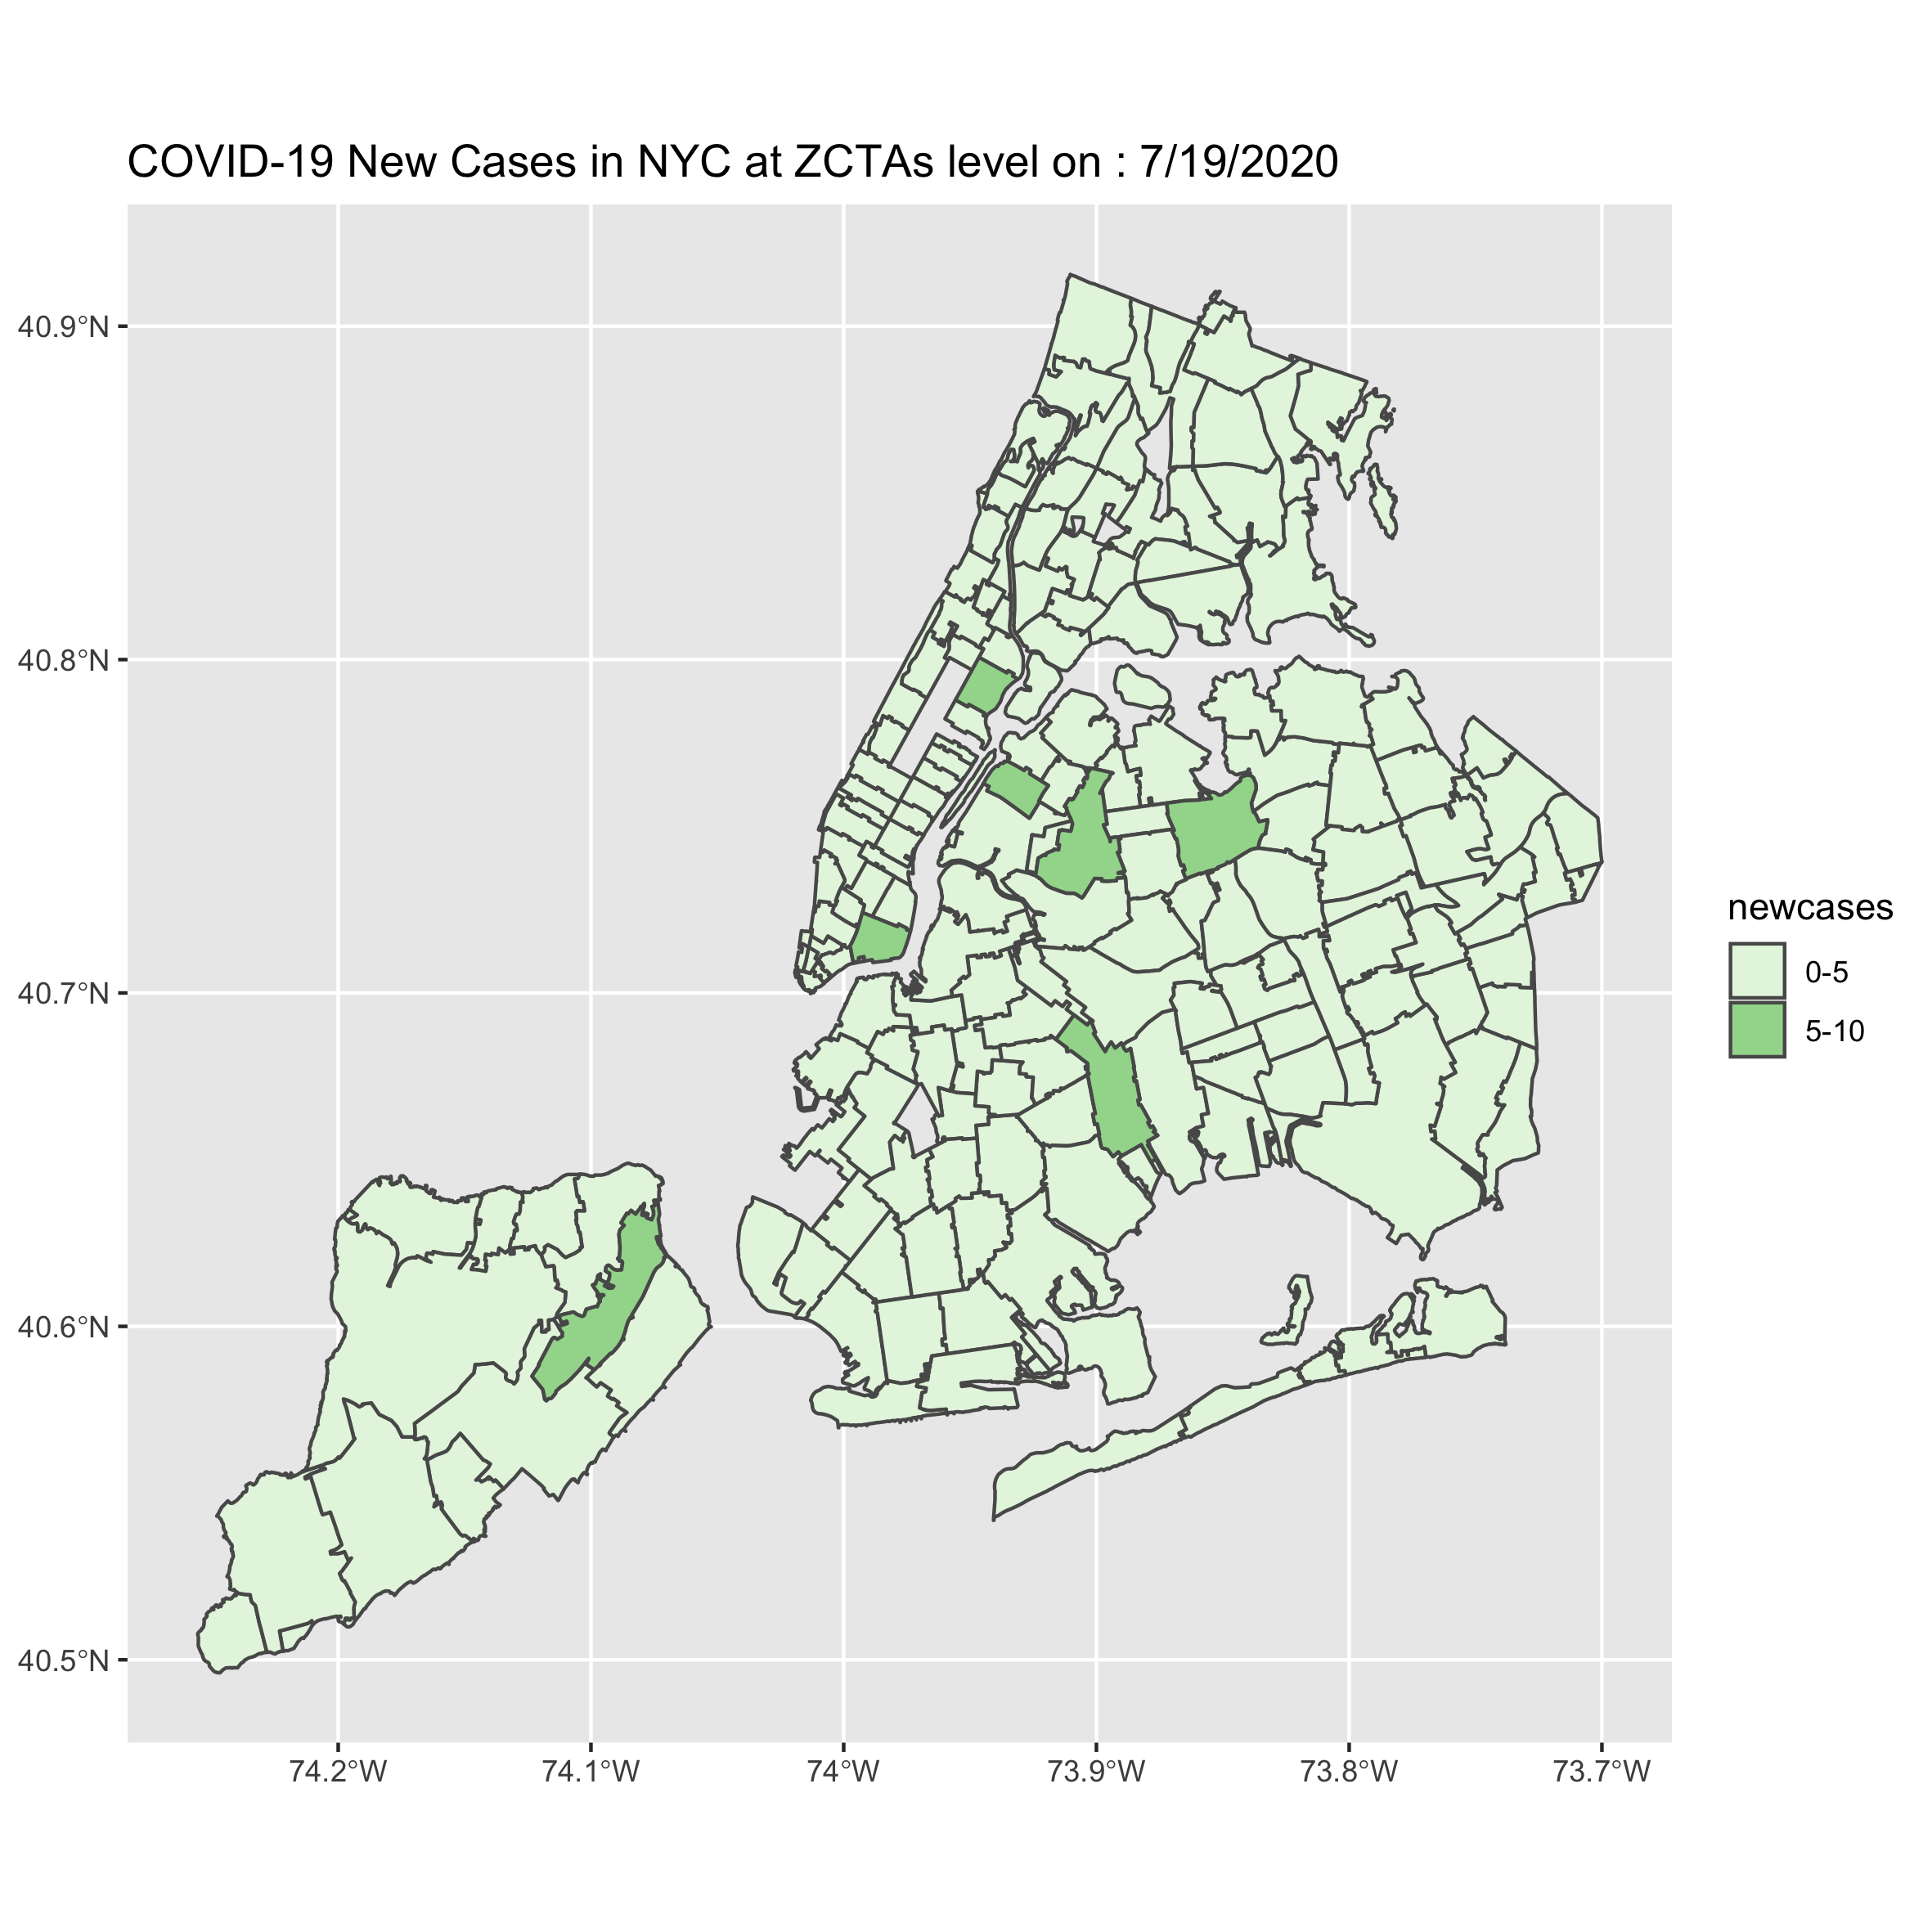 COVID-19 New Cases in NYC at ZCTAs level on : 7/19/2020
40.9°N
40.8°N
40.7°N
40.6°N
40.5°N
74.2°W
74.1°W
74°W
73.9°W
73.8°W
73.7°W
newcases
0-5
5-10